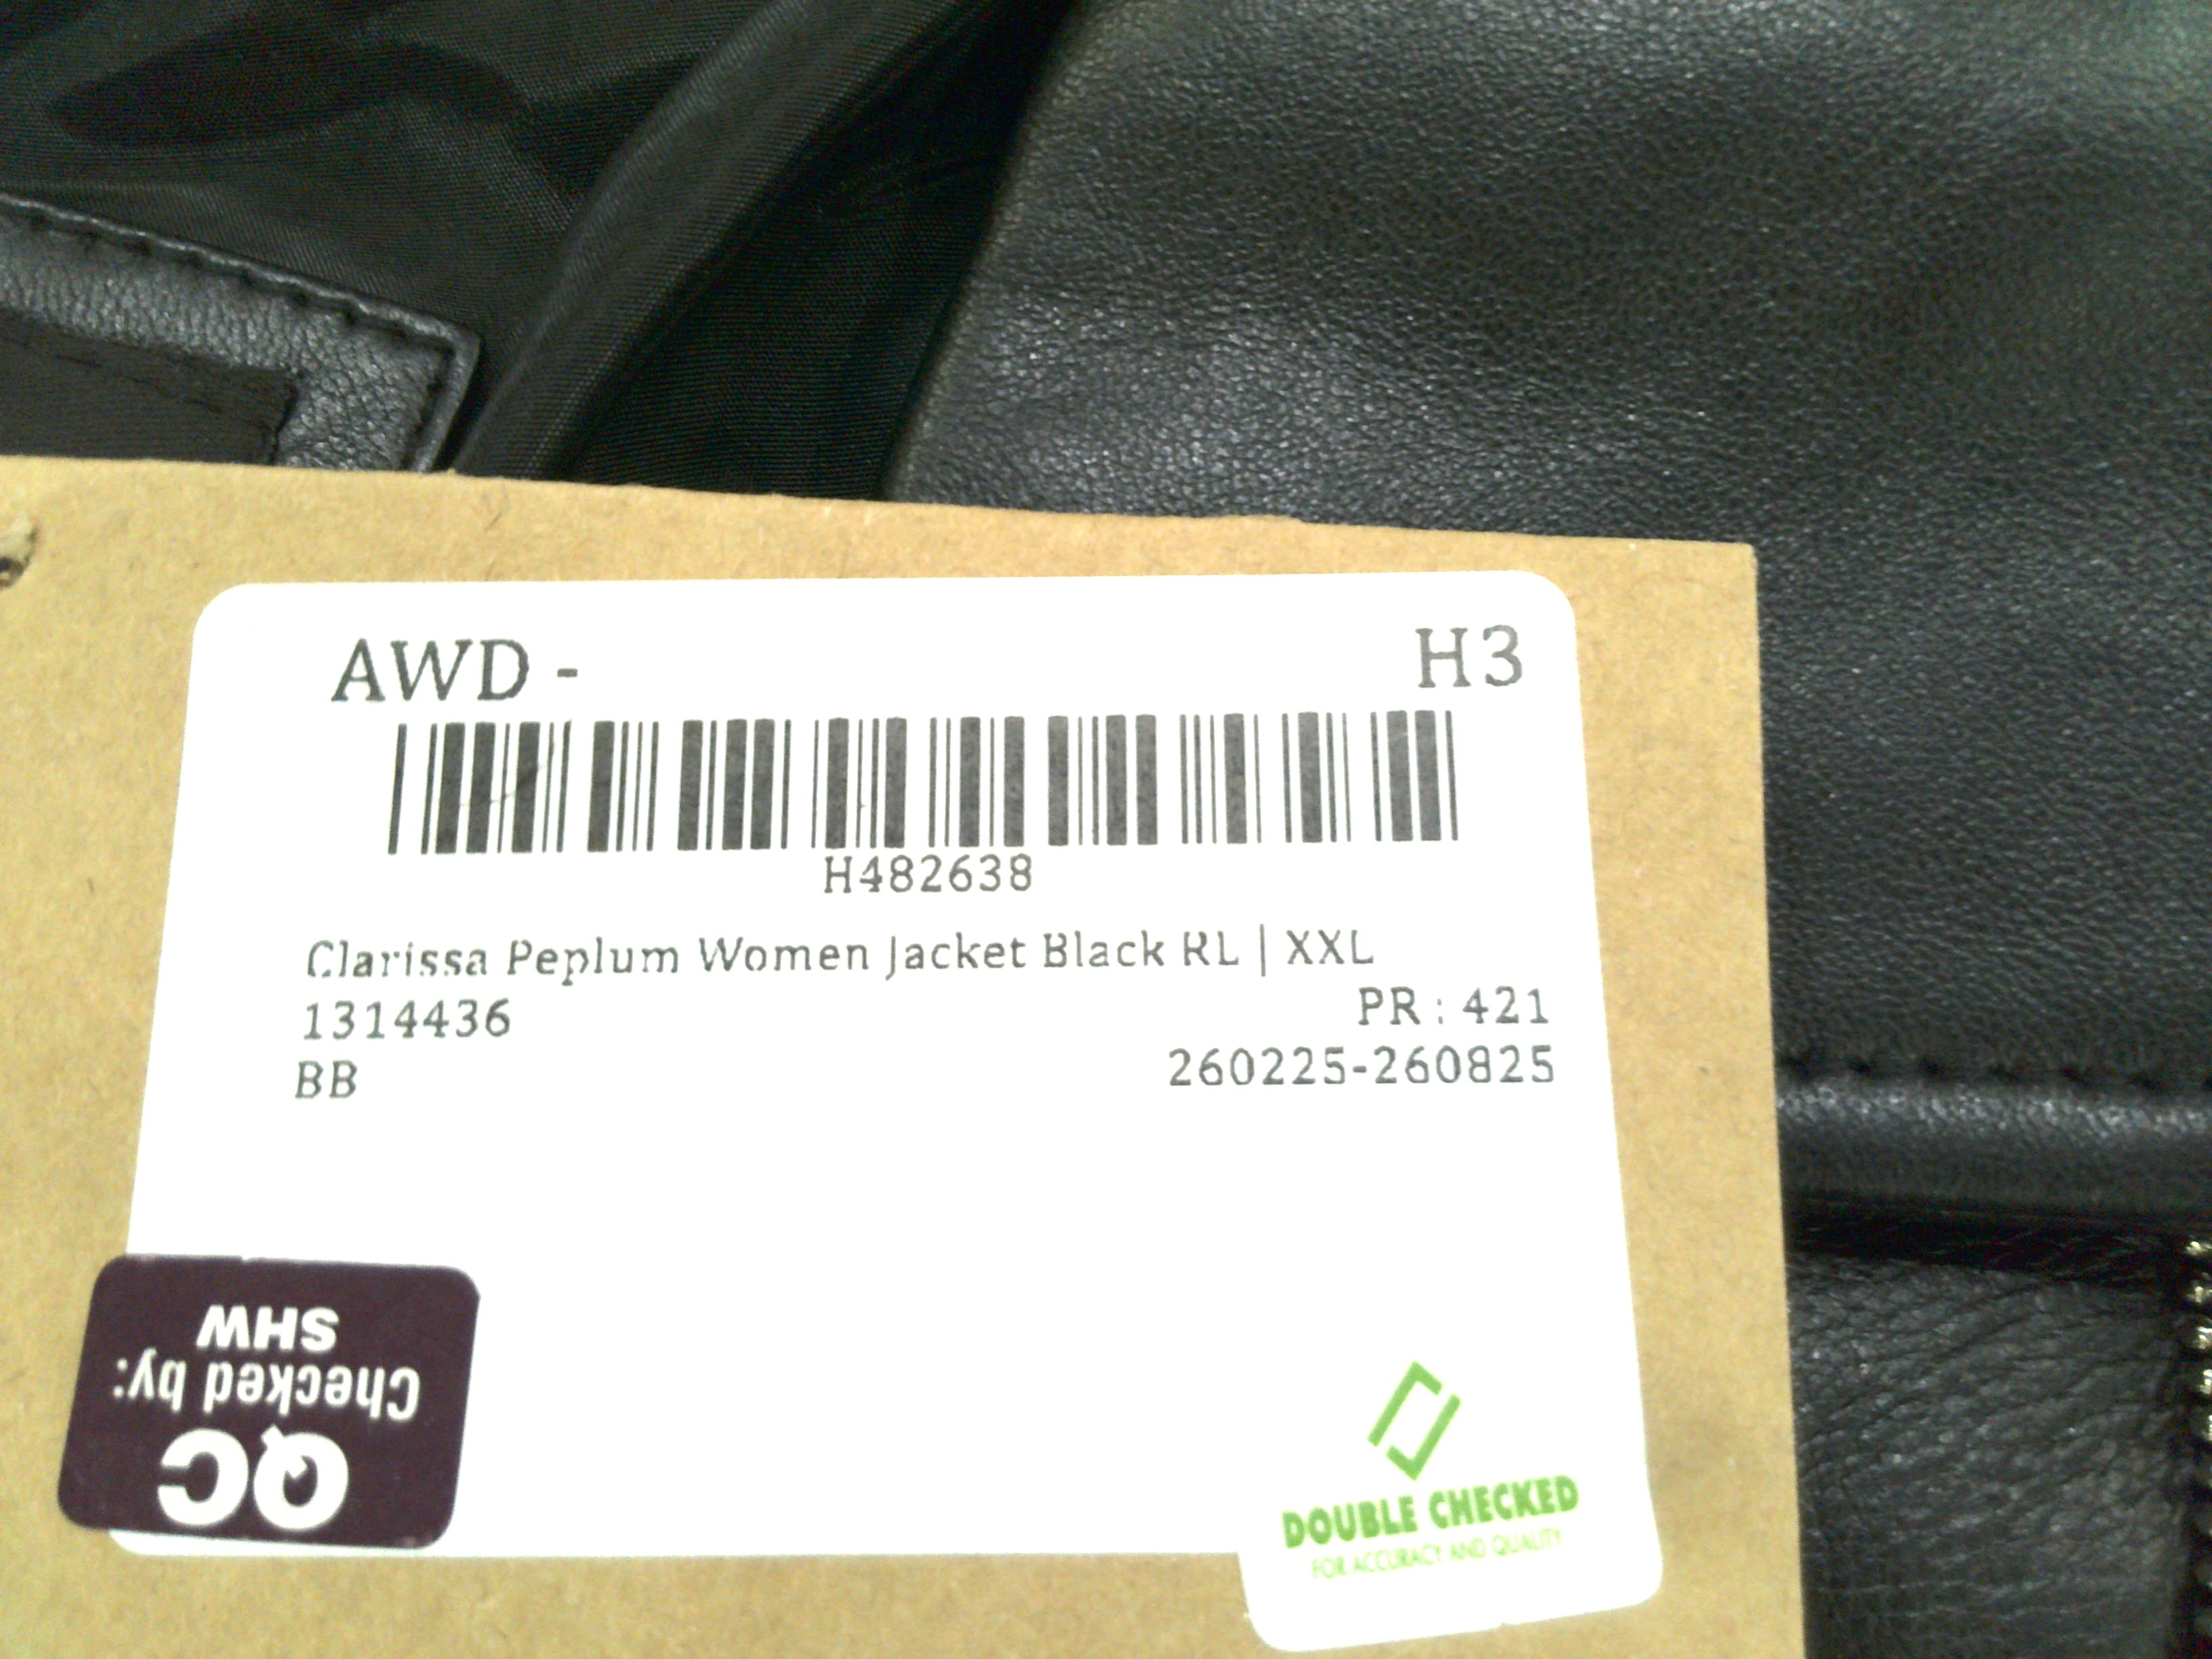 AWD - H3
H482638
Clarissa Peplum Women Jacket Black RL | XXL
1314436 PR : 421
BB 260225-260825
QC
Checked by:
SHW
DOUBLE CHECKED
FOR ACCURACY AND QUALITY